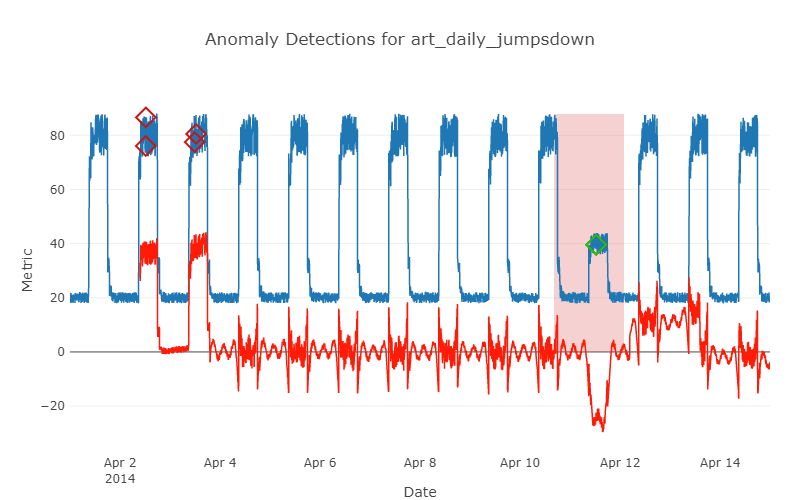 Anomaly Detections for art_daily_jumpsdown
80
60
40
20
0
−20
Metric
Apr 2
2014
Apr 4
Apr 6
Apr 8
Apr 10
Apr 12
Apr 14
Date